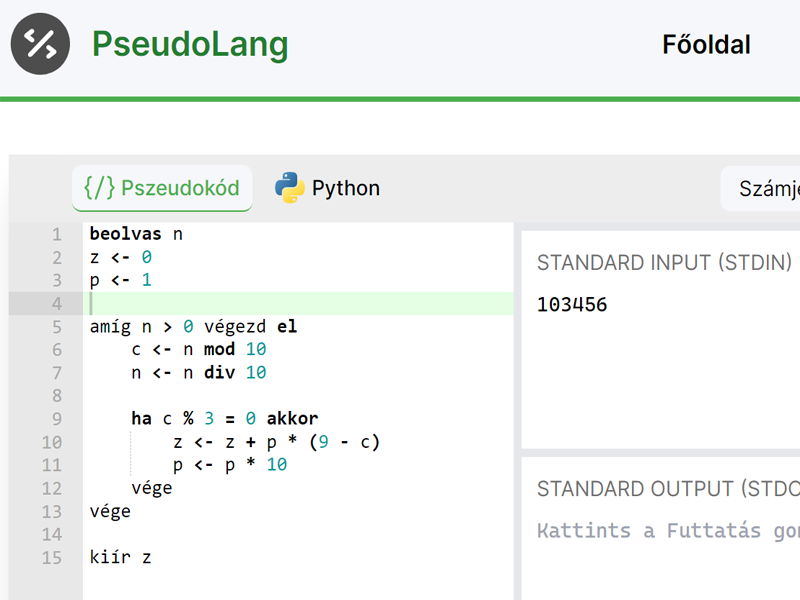 PseudoLang
Főoldal
{/} Pszeudokód
Python
Számje
1 beolvas n
2 z <- 0
3 p <- 1
4
5 amíg n > 0 végezd el
6 c <- n mod 10
7 n <- n div 10
8
9 ha c % 3 = 0 akkor
10 z <- z + p * (9 - c)
11 p <- p * 10
12 vége
13 vége
14
15 kiír z
STANDARD INPUT (STDIN)
103456
STANDARD OUTPUT (STDO
Kattints a Futtatás go